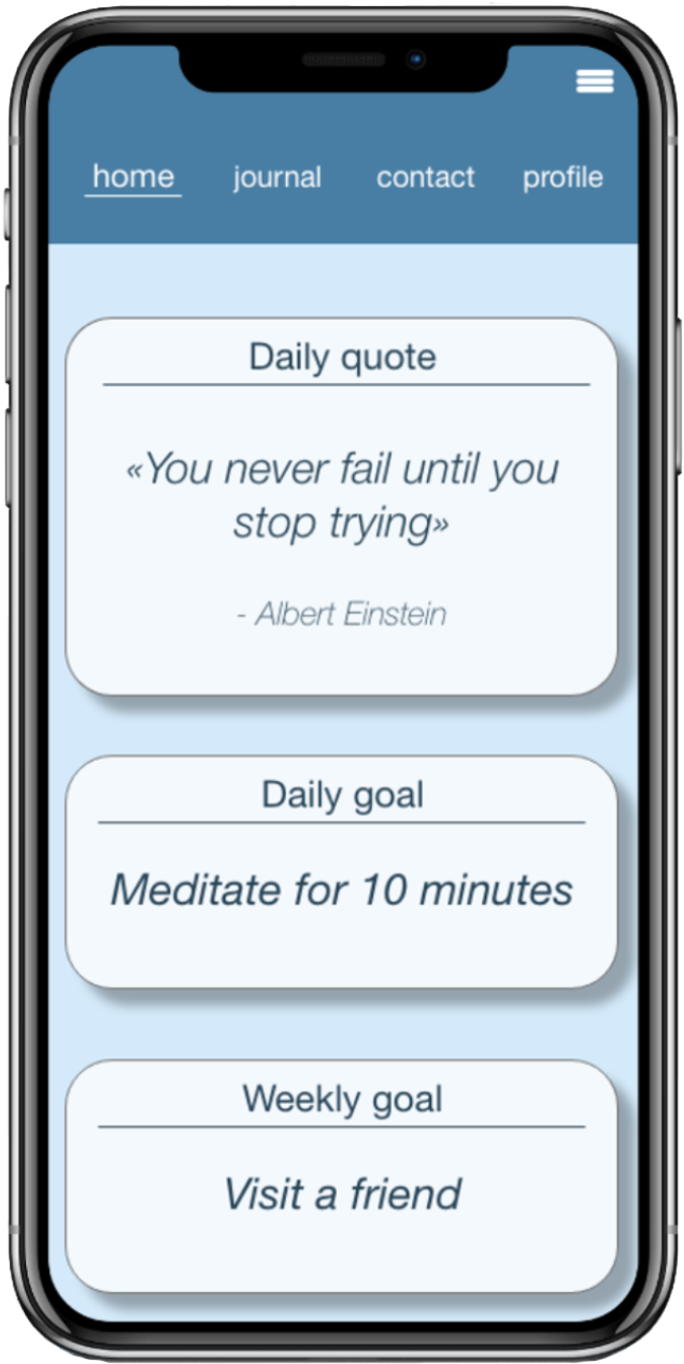 home journal contact profile
Daily quote
«You never fail until you
stop trying»
- Albert Einstein
Daily goal
Meditate for 10 minutes
Weekly goal
Visit a friend